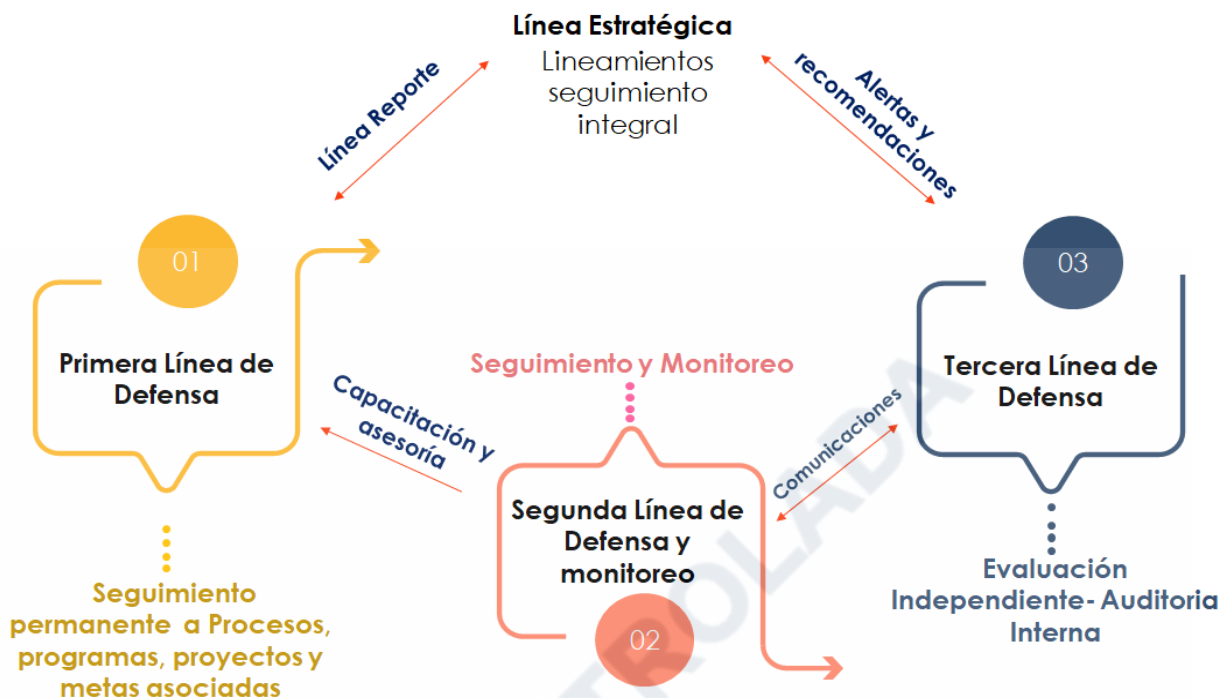 Línea Estratégica
Lineamientos
seguimiento
integral
Línea Reporte
Alertas y
recomendaciones
01
Primera Línea de
Defensa
Seguimiento
permanente a Procesos,
programas, proyectos y
metas asociadas
Capacitación y
asesoría
Seguimiento y Monitoreo
Segunda Línea de
Defensa y
monitoreo
02
Comunicaciones
03
Tercera Línea de
Defensa
Evaluación
Independiente- Auditoria
Interna
TROLADA